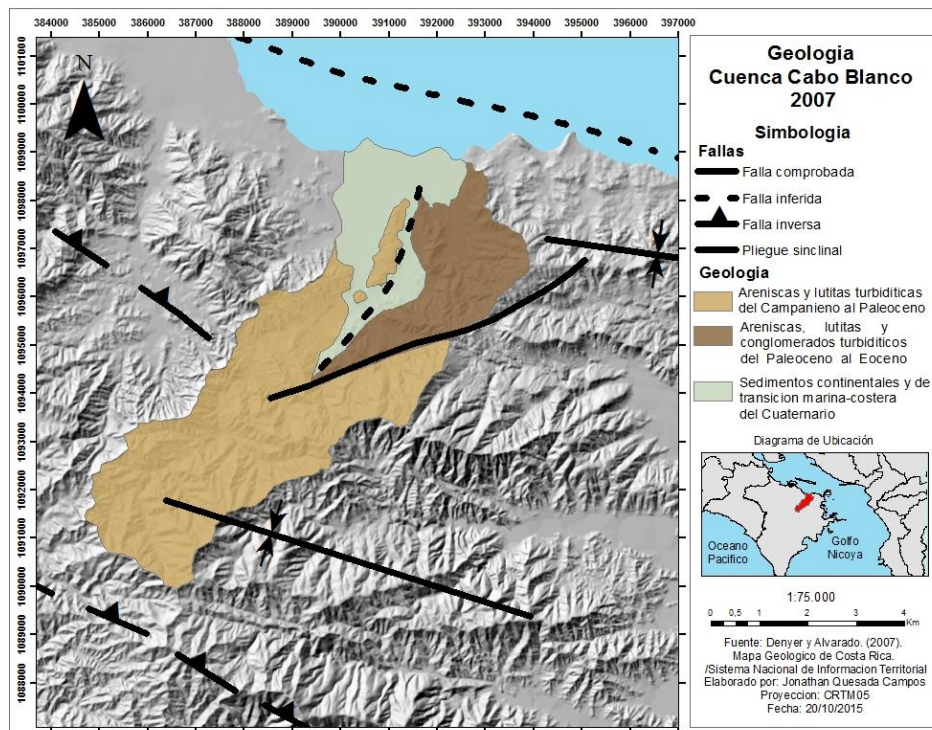 384000 385000 386000 387000 388000 389000 390000 391000 392000 393000 394000 395000 396000 397000
1101000
1100000
1099000
1098000
1097000
1096000
1095000
1094000
1093000
1092000
1091000
1090000
1089000
1088000
N
Geologia
Cuenca Cabo Blanco
2007
Simbologia
Fallas
Falla comprobada
Falla inferida
Falla inversa
Pliegue sinclinal
Geologia
Areniscas y lutitas turbiditicas
del Campanieno al Paleoceno
Areniscas, lutitas y
conglomerados turbiditicos
del Paleoceno al Eoceno
Sedimentos continentales y de
transicion marina-costera
del Cuaternario
Diagrama de Ubicación
Oceano
Pacífico
Golfo
Nicoya
1:75.000
0 0,5 1 2 3 4
Km
Fuente: Denyer y Alvarado. (2007).
Mapa Geologico de Costa Rica.
/Sistema Nacional de Informacion Territorial
Elaborado por: Jonathan Quesada Campos
Proyeccion: CRTM05
Fecha: 20/10/2015